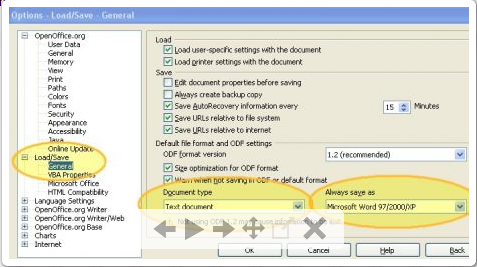 Options - Load/Save - General
OpenOffice.org
User Data
General
Memory
View
Print
Paths
Colors
Fonts
Security
Appearance
Accessibility
Java
Online Update
Load/Save
General
VBA Properties
Microsoft Office
HTML Compatibility
Language Settings
OpenOffice.org Writer
OpenOffice.org Writer/Web
OpenOffice.org Base
Charts
Internet
Load
Load user-specific settings with the document
Load printer settings with the document
Save
Edit document properties before saving
Always create backup copy
Save AutoRecovery information every 15 Minutes
Save URLs relative to file system
Save URLs relative to internet
Default file format and ODF settings
ODF format version 1.2 (recommended)
Size optimization for ODF format
Warn when not saving in ODF or default format
Document type Always save as
Text document Microsoft Word 97/2000/XP
Not using ODF 1.2 may cause information to be lost.
OK Cancel Help Back